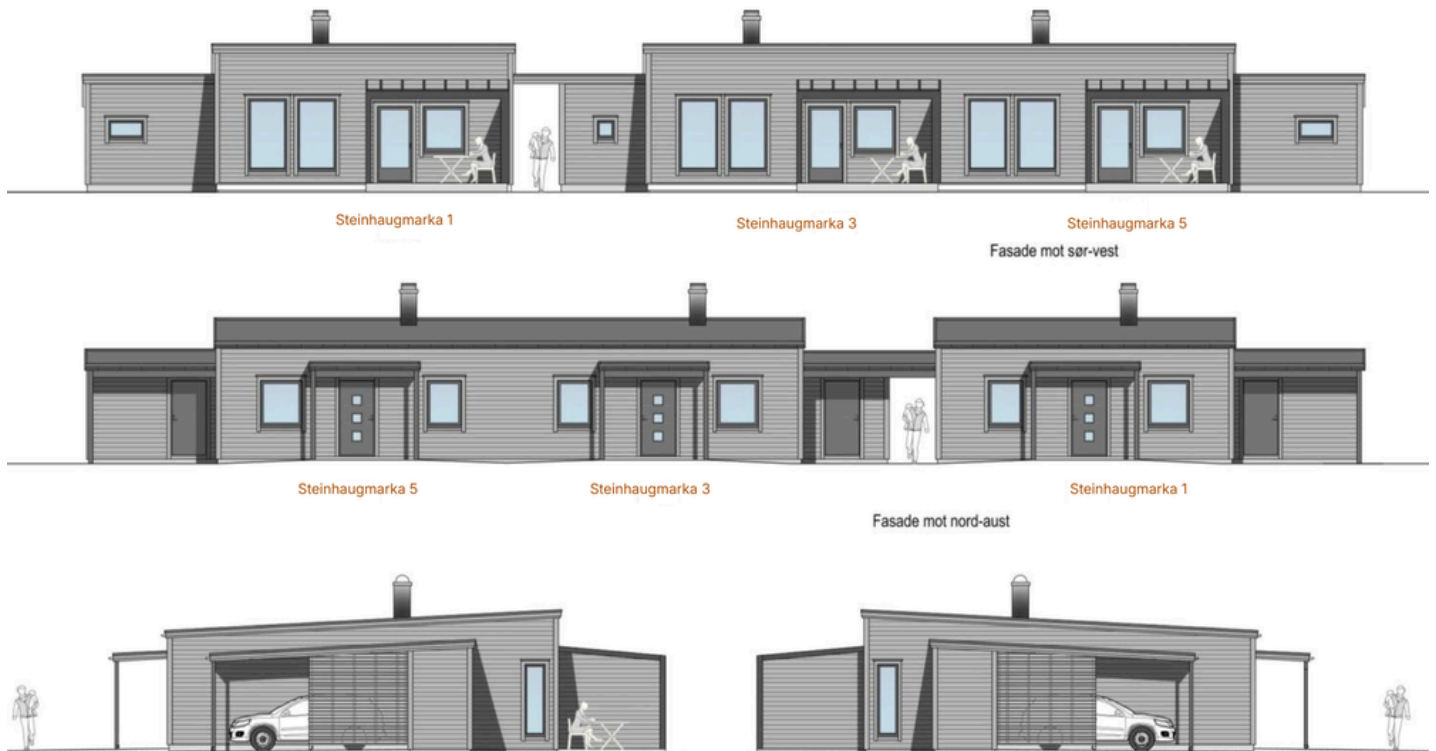 Steinhaugmarka 1
Steinhaugmarka 3
Steinhaugmarka 5
Fasade mot sør-vest
Steinhaugmarka 5
Steinhaugmarka 3
Steinhaugmarka 1
Fasade mot nord-aust